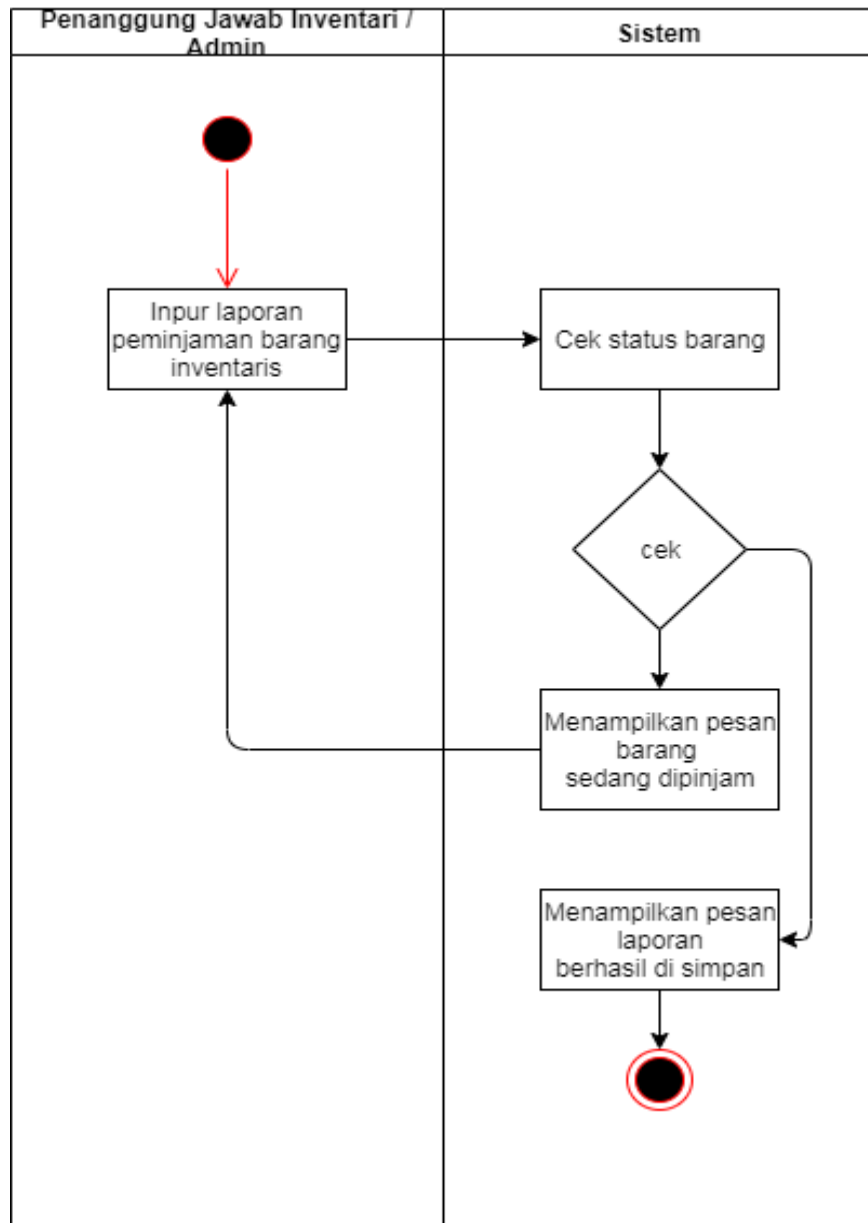 Penanggung Jawab Inventari /
Admin
Sistem
Inpur laporan
peminjaman barang
inventaris
Cek status barang
cek
Menampilkan pesan
barang
sedang dipinjam
Menampilkan pesan
laporan
berhasil di simpan